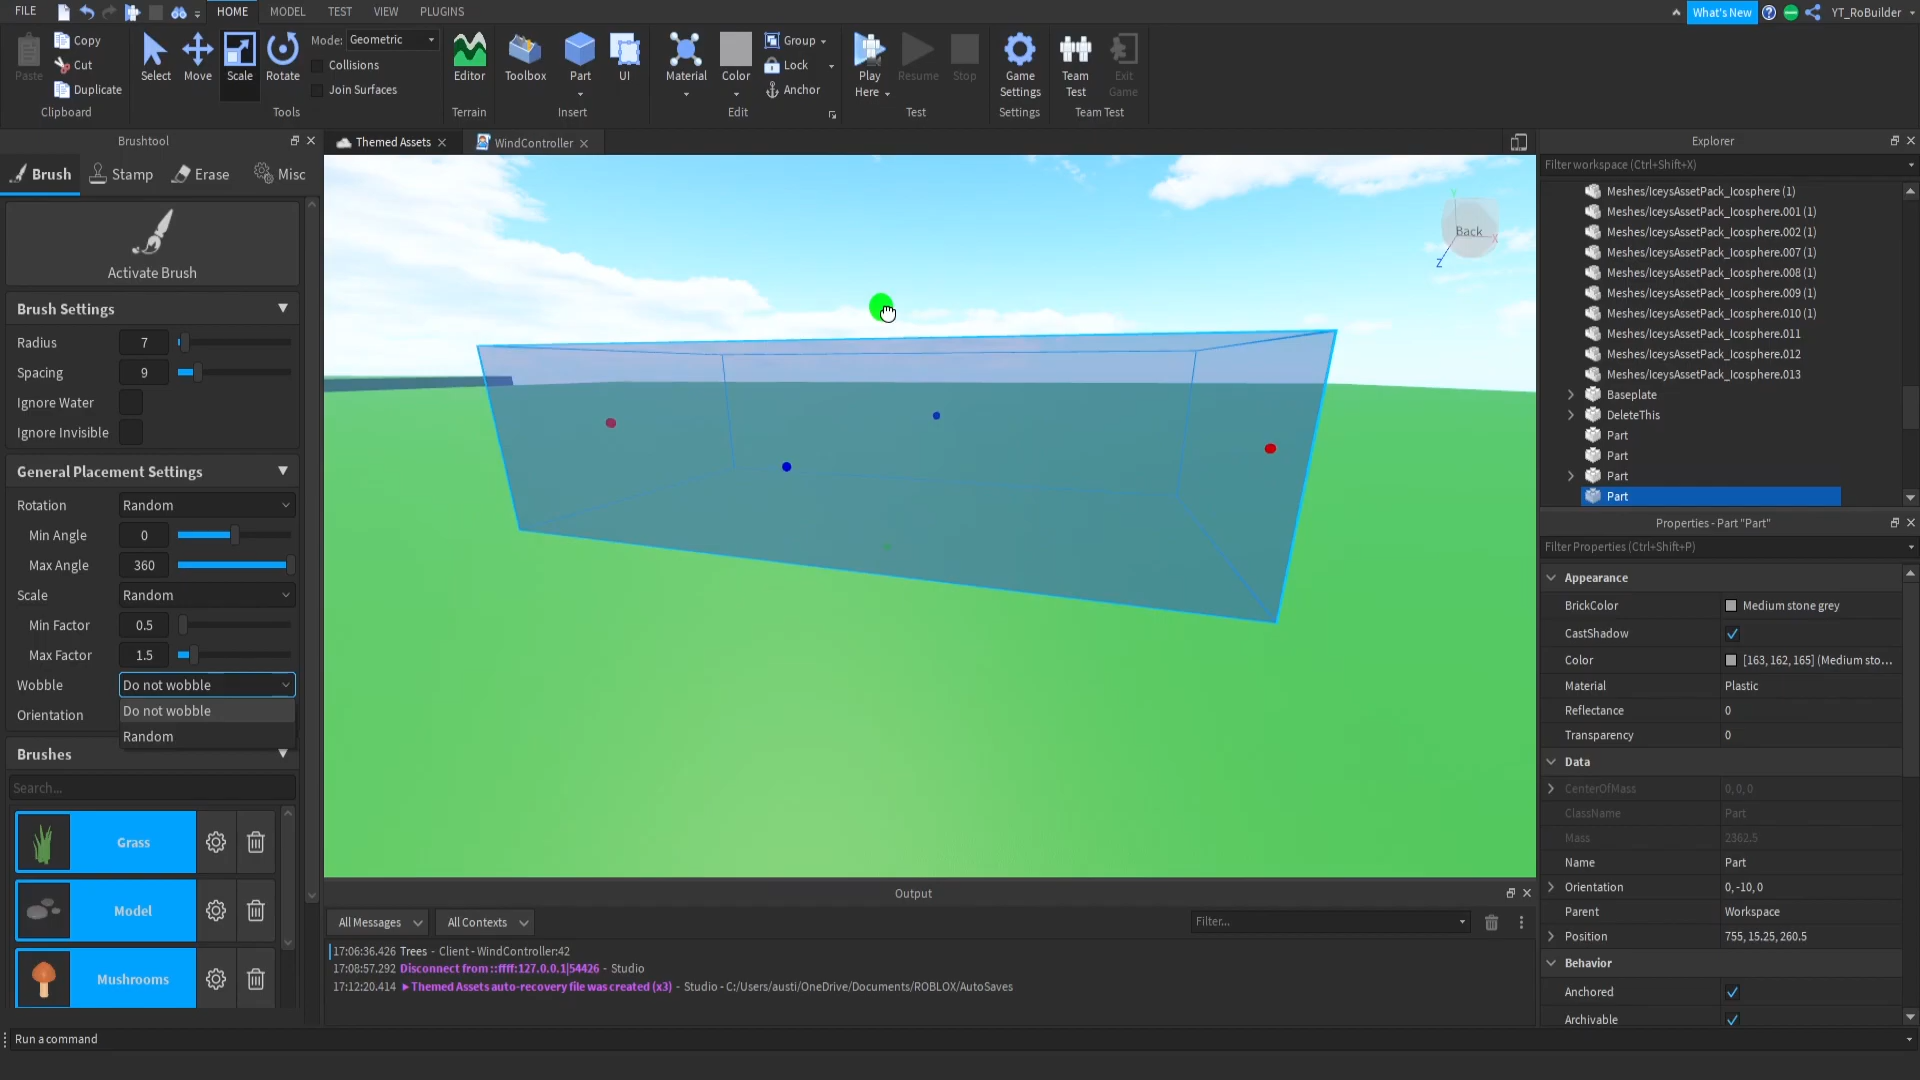 FILE HOME MODEL TEST VIEW PLUGINS What's New YT_RoBuilder
Paste Copy Cut Duplicate Clipboard
Select Move Scale Rotate Mode: Geometric Collisions Join Surfaces Tools
Editor Terrain
Toolbox Part UI Insert
Material Color Group Lock Anchor Edit
Play Here Resume Stop Test
Game Settings Settings
Team Test Exit Game Team Test
Brushtool
Brush Stamp Erase Misc
Activate Brush
Brush Settings
Radius 7
Spacing 9
Ignore Water
Ignore Invisible
General Placement Settings
Rotation Random
Min Angle 0
Max Angle 360
Scale Random
Min Factor 0.5
Max Factor 1.5
Wobble Do not wobble
Do not wobble
Orientation
Random
Brushes
Search...
Grass
Model
Mushrooms
Themed Assets WindController
Y
Back X
Z
Output
All Messages All Contexts Filter...
17:06:36.426 Trees - Client - WindController:42
17:08:57.292 Disconnect from ::ffff:127.0.0.1|54426 - Studio
17:12:20.414 Themed Assets auto-recovery file was created (x3) - Studio - C:/Users/austi/OneDrive/Documents/ROBLOX/AutoSaves
Explorer
Filter workspace (Ctrl+Shift+X)
Meshes/IceysAssetPack_Icosphere (1)
Meshes/IceysAssetPack_Icosphere.001 (1)
Meshes/IceysAssetPack_Icosphere.002 (1)
Meshes/IceysAssetPack_Icosphere.007 (1)
Meshes/IceysAssetPack_Icosphere.008 (1)
Meshes/IceysAssetPack_Icosphere.009 (1)
Meshes/IceysAssetPack_Icosphere.010 (1)
Meshes/IceysAssetPack_Icosphere.011
Meshes/IceysAssetPack_Icosphere.012
Meshes/IceysAssetPack_Icosphere.013
Baseplate
DeleteThis
Part
Part
Part
Part
Properties - Part "Part"
Filter Properties (Ctrl+Shift+P)
Appearance
BrickColor Medium stone grey
CastShadow
Color [163, 162, 165] (Medium sto...
Material Plastic
Reflectance 0
Transparency 0
Data
CenterOfMass 0, 0, 0
ClassName Part
Mass 2362.5
Name Part
Orientation 0, -10, 0
Parent Workspace
Position 755, 15.25, 260.5
Behavior
Anchored
Archivable
Run a command